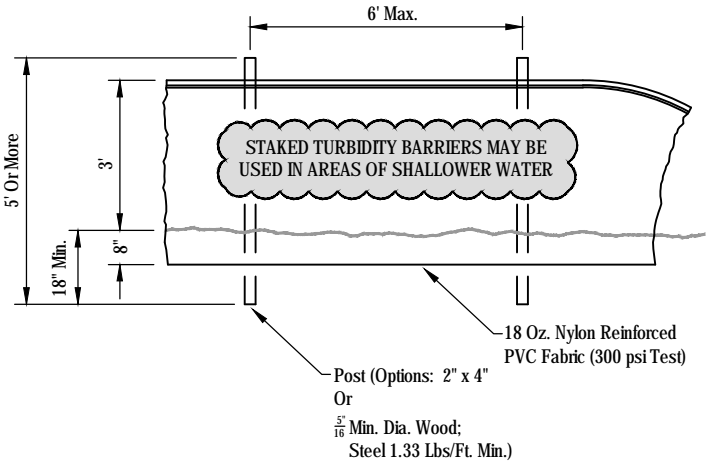 6' Max.
5' Or More
3'
STAKED TURBIDITY BARRIERS MAY BE
USED IN AREAS OF SHALLOWER WATER
18" Min.
8"
18 Oz. Nylon Reinforced
PVC Fabric (300 psi Test)
Post (Options: 2" x 4"
Or
5"/16 Min. Dia. Wood;
Steel 1.33 Lbs/Ft. Min.)